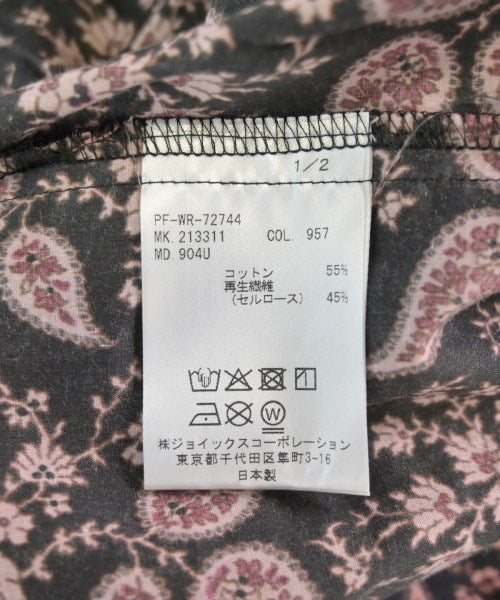 1/2
PF-WR-72744
MK. 213311 COL. 957
MD. 904U
コットン 55%
再生繊維
(セルロース) 45%
W
株ジョイックスコーポレーション
東京都千代田区隼町3-16
日本製